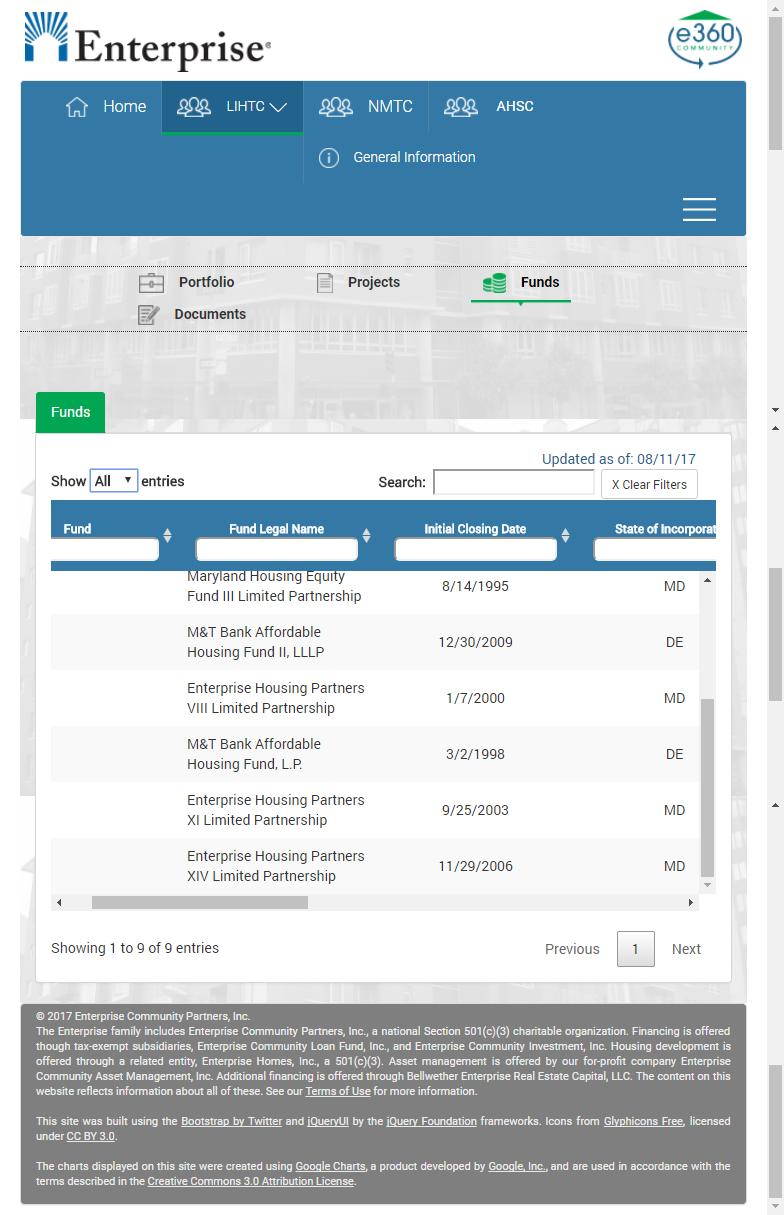 Enterprise®
e360
COMMUNITY
Home
LIHTC
NMTC
AHSC
General Information
Portfolio
Projects
Funds
Documents
Funds
Updated as of: 08/11/17
Show All entries
Search:
X Clear Filters
Fund
Fund Legal Name
Initial Closing Date
State of Incorporat
Maryland Housing Equity
Fund III Limited Partnership
8/14/1995
MD
M&T Bank Affordable
Housing Fund II, LLLP
12/30/2009
DE
Enterprise Housing Partners
VIII Limited Partnership
1/7/2000
MD
M&T Bank Affordable
Housing Fund, L.P.
3/2/1998
DE
Enterprise Housing Partners
XI Limited Partnership
9/25/2003
MD
Enterprise Housing Partners
XIV Limited Partnership
11/29/2006
MD
Showing 1 to 9 of 9 entries
Previous
1
Next
© 2017 Enterprise Community Partners, Inc.
The Enterprise family includes Enterprise Community Partners, Inc., a national Section 501(c)(3) charitable organization. Financing is offered
though tax-exempt subsidiaries, Enterprise Community Loan Fund, Inc., and Enterprise Community Investment, Inc. Housing development is
offered through a related entity, Enterprise Homes, Inc., a 501(c)(3). Asset management is offered by our for-profit company Enterprise
Community Asset Management, Inc. Additional financing is offered through Bellwether Enterprise Real Estate Capital, LLC. The content on this
website reflects information about all of these. See our Terms of Use for more information.
This site was built using the Bootstrap by Twitter and jQueryUI by the jQuery Foundation frameworks. Icons from Glyphicons Free, licensed
under CC BY 3.0.
The charts displayed on this site were created using Google Charts, a product developed by Google, Inc., and are used in accordance with the
terms described in the Creative Commons 3.0 Attribution License.